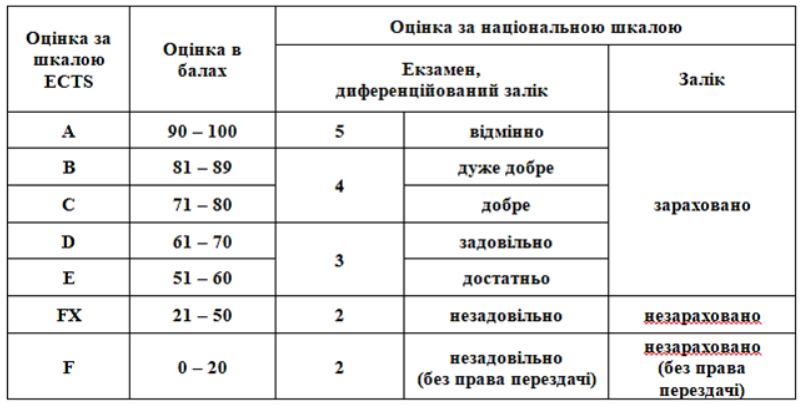 Оцінка за шкалою ECTS
Оцінка в балах
Оцінка за національною шкалою
Екзамен, диференційований залік
Залік
A 90 – 100 5 відмінно зараховано
B 81 – 89 4 дуже добре
C 71 – 80 добре
D 61 – 70 3 задовільно
E 51 – 60 достатньо
FX 21 – 50 2 незадовільно незараховано
F 0 – 20 2 незадовільно (без права перездачі) незараховано (без права перездачі)